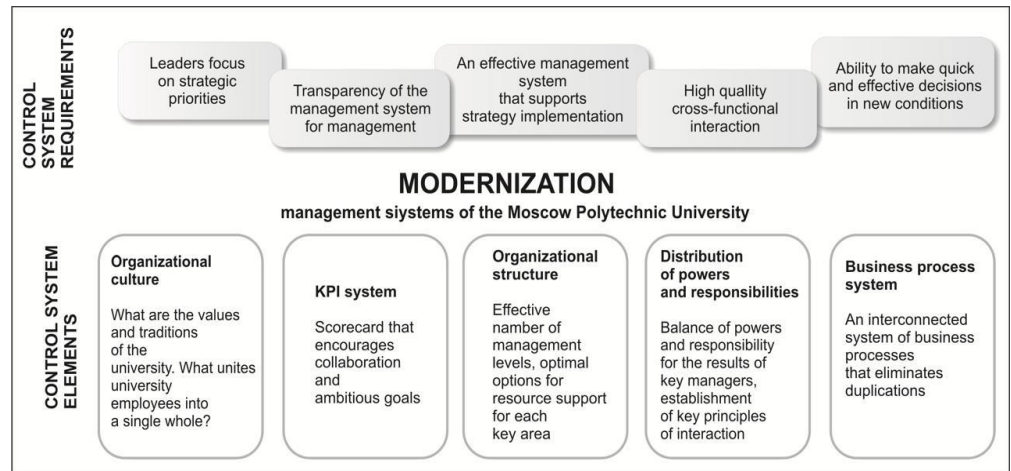 CONTROL
SYSTEM
REQUIREMENTS
Leaders focus
on strategic
priorities
Transparency of the
management system
for management
An effective management
system
that supports
strategy implementation
High quallity
cross-functional
interaction
Ability to make quick
and effective decisions
in new conditions
MODERNIZATION
management siystems of the Moscow Polytechnic University
CONTROL SYSTEM
ELEMENTS
Organizational
culture
What are the values
and traditions
of the
university. What unites
university
employees into
a single whole?
KPI system
Scorecard that
encourages
collaboration
and
ambitious goals
Organizational
structure
Effective
namber of
management
levels, optimal
options for
resource support
for each
key area
Distribution
of powers
and responsibilities
Balance of powers
and responsibility
for the results of
key managers,
establishment
of key principles
of interaction
Business process
system
An interconnected
system of business
processes
that eliminates
duplications